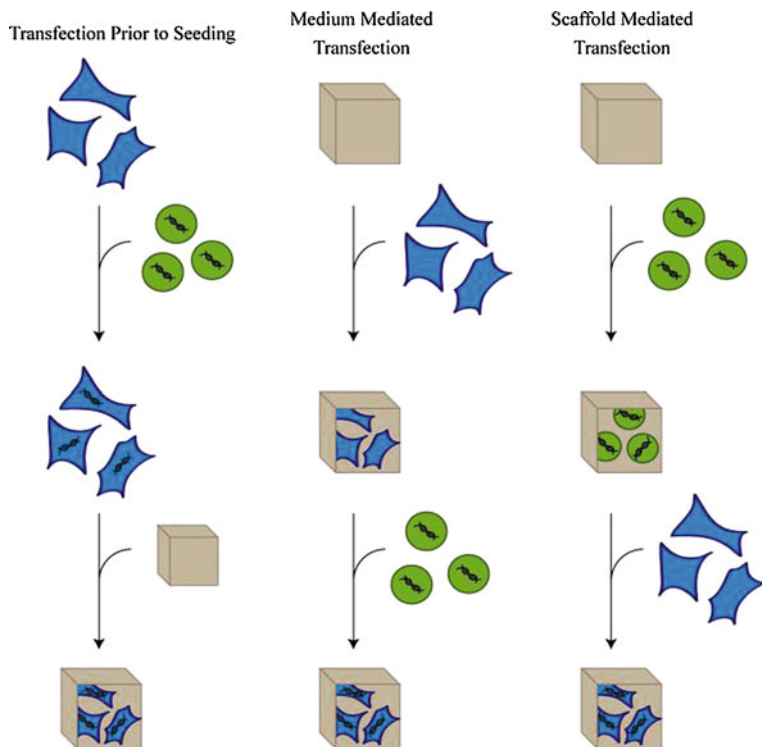 Transfection Prior to Seeding
Medium Mediated
Transfection
Scaffold Mediated
Transfection